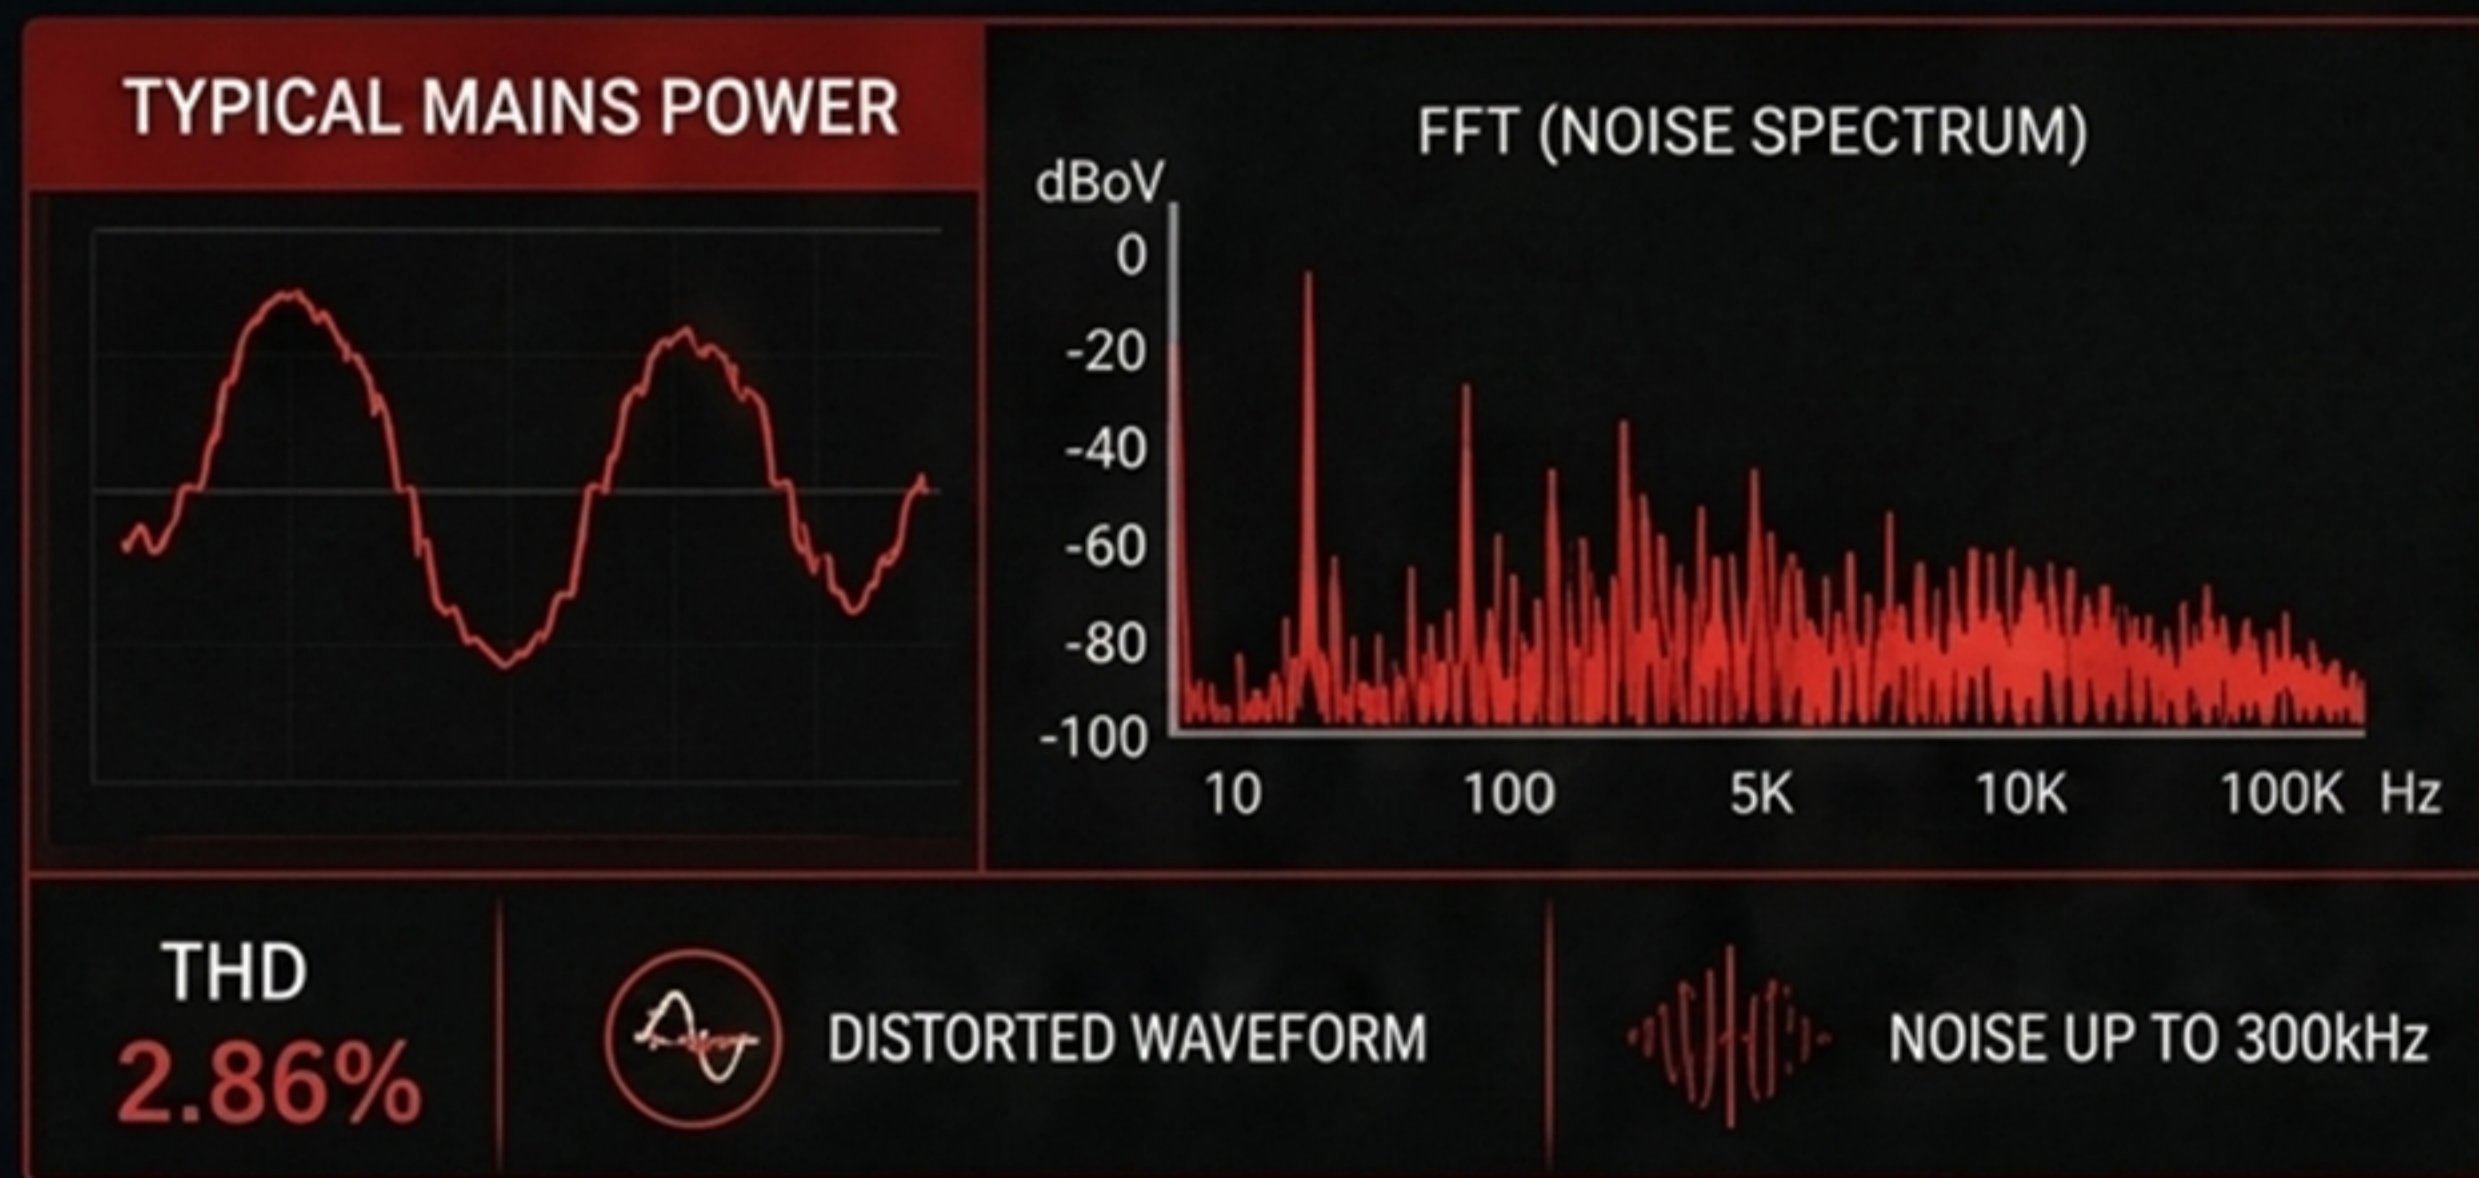 TYPICAL MAINS POWER
FFT (NOISE SPECTRUM)
dBoV
0
-20
-40
-60
-80
-100
10 100 5K 10K 100K Hz
THD
2.86%
DISTORTED WAVEFORM
NOISE UP TO 300kHz